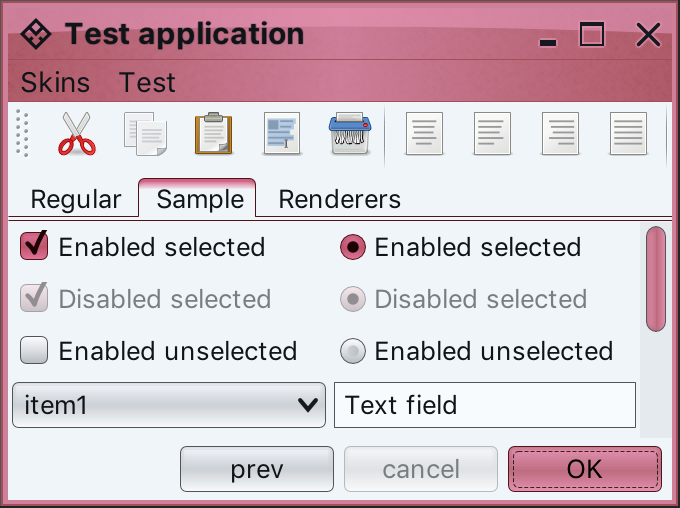 Test application
Skins Test
Regular Sample Renderers
Enabled selected Enabled selected
Disabled selected Disabled selected
Enabled unselected Enabled unselected
item1 Text field
prev cancel OK